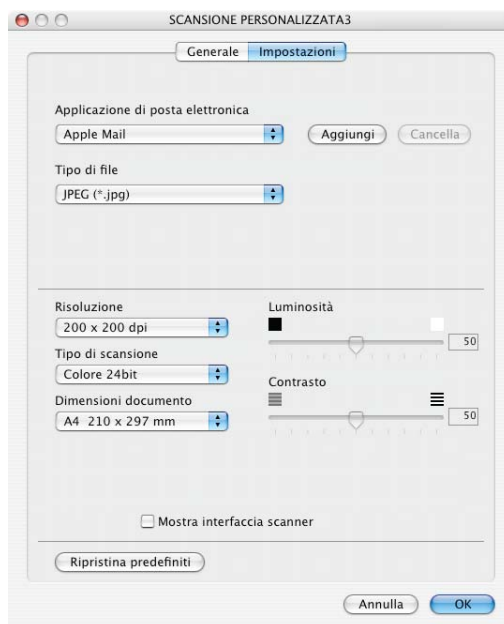 SCANSIONE PERSONALIZZATA3
Generale Impostazioni
Applicazione di posta elettronica
Apple Mail Aggiungi Cancella
Tipo di file
JPEG (*.jpg)
Risoluzione
200 x 200 dpi
Tipo di scansione
Colore 24bit
Dimensioni documento
A4 210 x 297 mm
Luminosità
50
Contrasto
50
Mostra interfaccia scanner
Ripristina predefiniti
Annulla OK